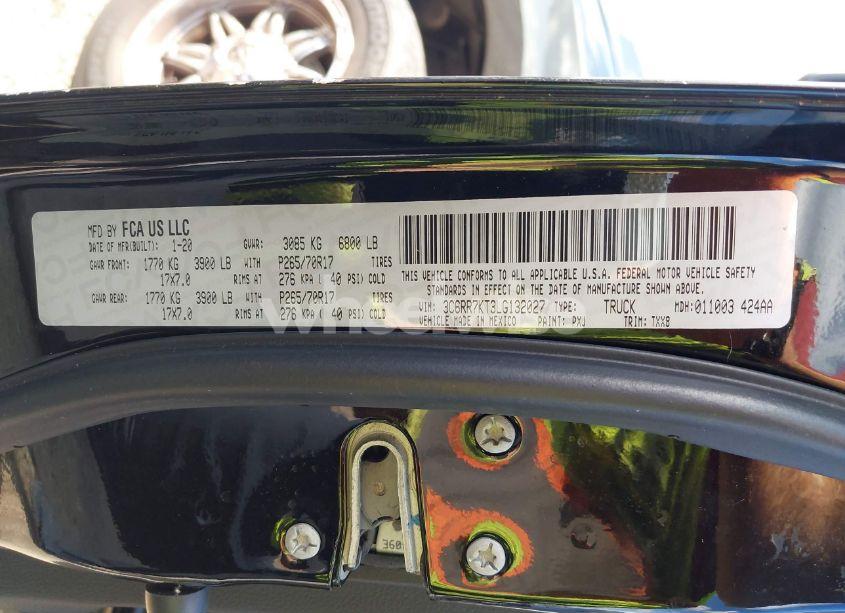 MFD BY FCA US LLC
DATE OF MFR(BUILT): 1-20 GVWR: 3085 KG 6800 LB
GAWR FRONT: 1770 KG 3900 LB WITH P265/70R17 TIRES
17X7.0 RIMS AT 276 KPA ( 40 PSI) COLD
GAWR REAR: 1770 KG 3900 LB WITH P265/70R17 TIRES
17X7.0 RIMS AT 276 KPA ( 40 PSI) COLD
THIS VEHICLE CONFORMS TO ALL APPLICABLE U.S.A. FEDERAL MOTOR VEHICLE SAFETY
STANDARDS IN EFFECT ON THE DATE OF MANUFACTURE SHOWN ABOVE.
VIN: 3C6RR7KT3LG132027 TYPE: TRUCK MDH: 011003 424AA
VEHICLE MADE IN MEXICO PAINT: PXJ TRIM: TXX8
360